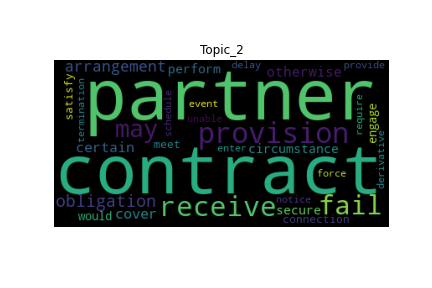 Topic_2
arrangement perform delay provide
satisfy partner event otherwise
termination may schedule unable provision require engage
certain meet enter circumstance
contract force derivative
obligation receive notice secure fail
would cover connection